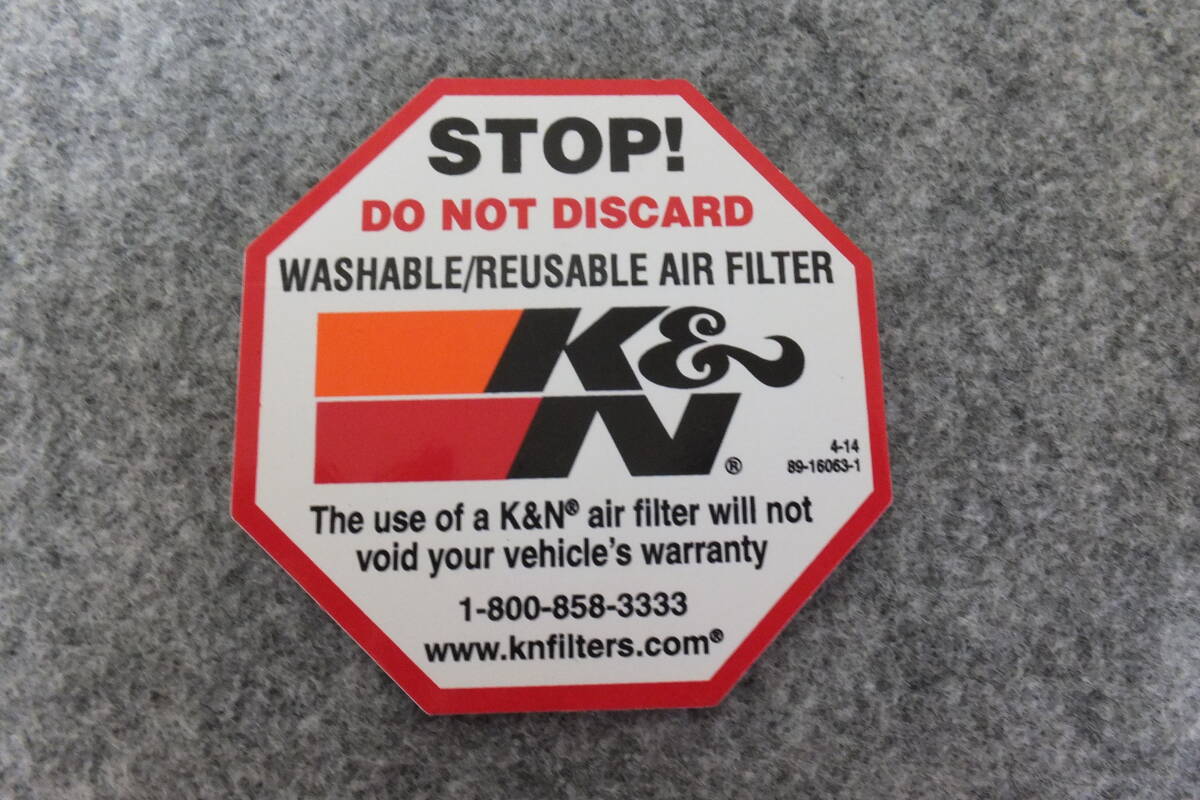 STOP!
DO NOT DISCARD
WASHABLE/REUSABLE AIR FILTER
K&
N®
4-14
89-16063-1
The use of a K&N® air filter will not
void your vehicle's warranty
1-800-858-3333
www.knfilters.com®